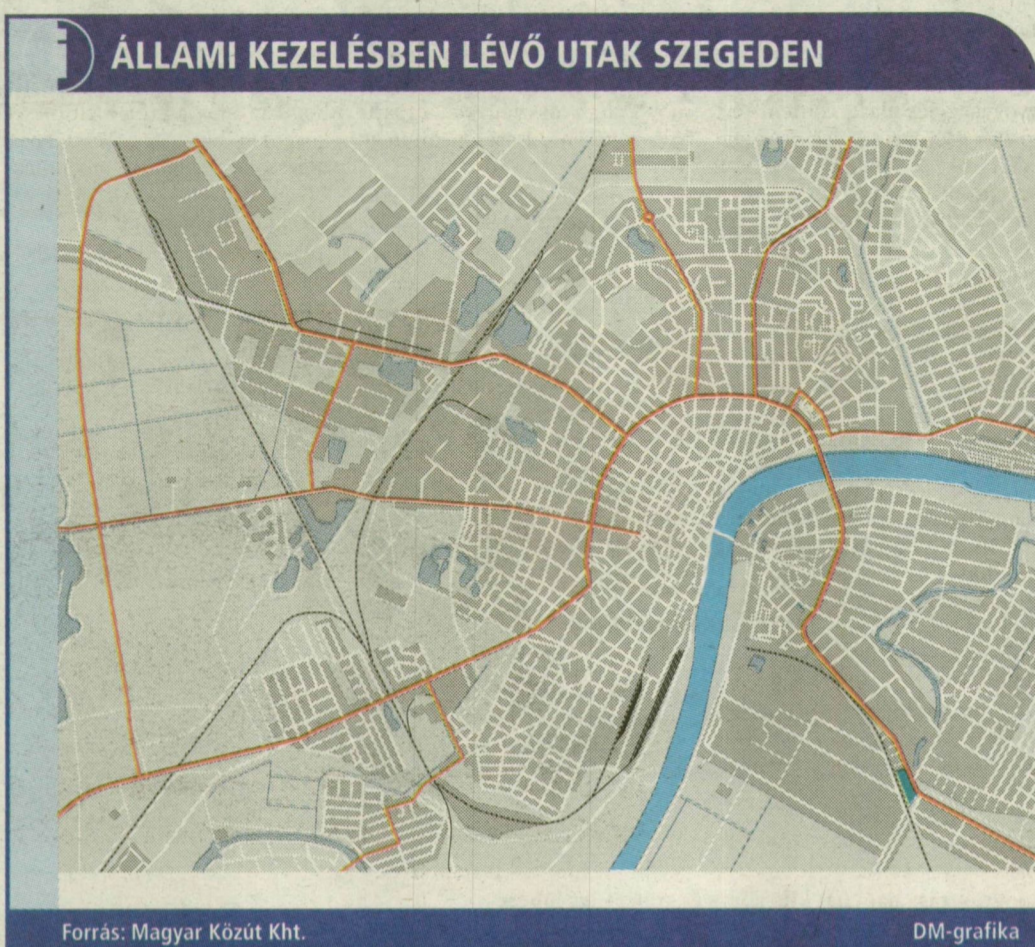 i ÁLLAMI KEZELÉSBEN LÉVŐ UTAK SZEGEDEN
Forrás: Magyar Közút Kht.
DM-grafika